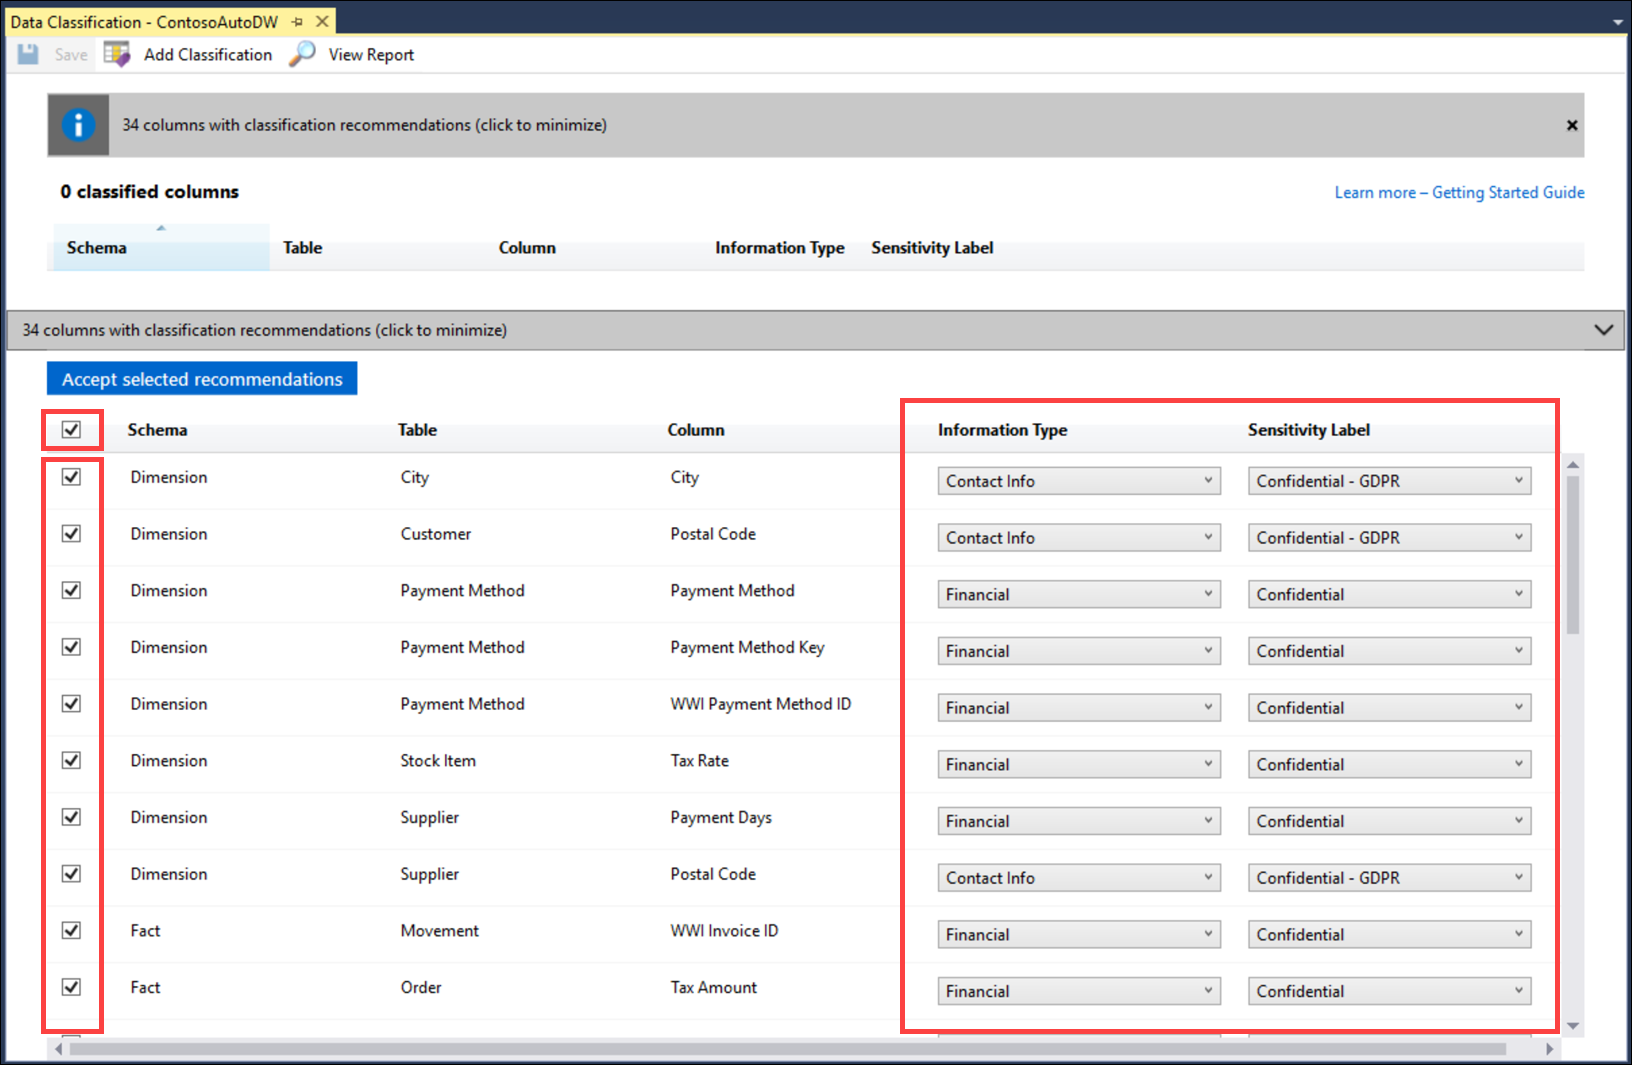 Data Classification - ContosoAutoDW
Save Add Classification View Report
34 columns with classification recommendations (click to minimize)
0 classified columns Learn more – Getting Started Guide
Schema Table Column Information Type Sensitivity Label
34 columns with classification recommendations (click to minimize)
Accept selected recommendations
Schema Table Column Information Type Sensitivity Label
Dimension City City Contact Info Confidential - GDPR
Dimension Customer Postal Code Contact Info Confidential - GDPR
Dimension Payment Method Payment Method Financial Confidential
Dimension Payment Method Payment Method Key Financial Confidential
Dimension Payment Method WWI Payment Method ID Financial Confidential
Dimension Stock Item Tax Rate Financial Confidential
Dimension Supplier Payment Days Financial Confidential
Dimension Supplier Postal Code Contact Info Confidential - GDPR
Fact Movement WWI Invoice ID Financial Confidential
Fact Order Tax Amount Financial Confidential